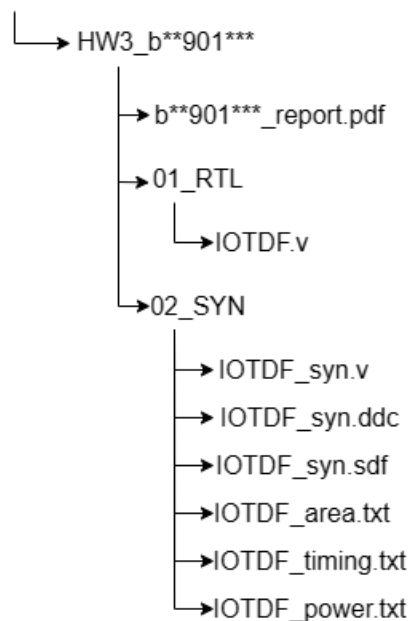 HW3_b**901***
b**901***_report.pdf
01_RTL
IOTDF.v
02_SYN
IOTDF_syn.v
IOTDF_syn.ddc
IOTDF_syn.sdf
IOTDF_area.txt
IOTDF_timing.txt
IOTDF_power.txt